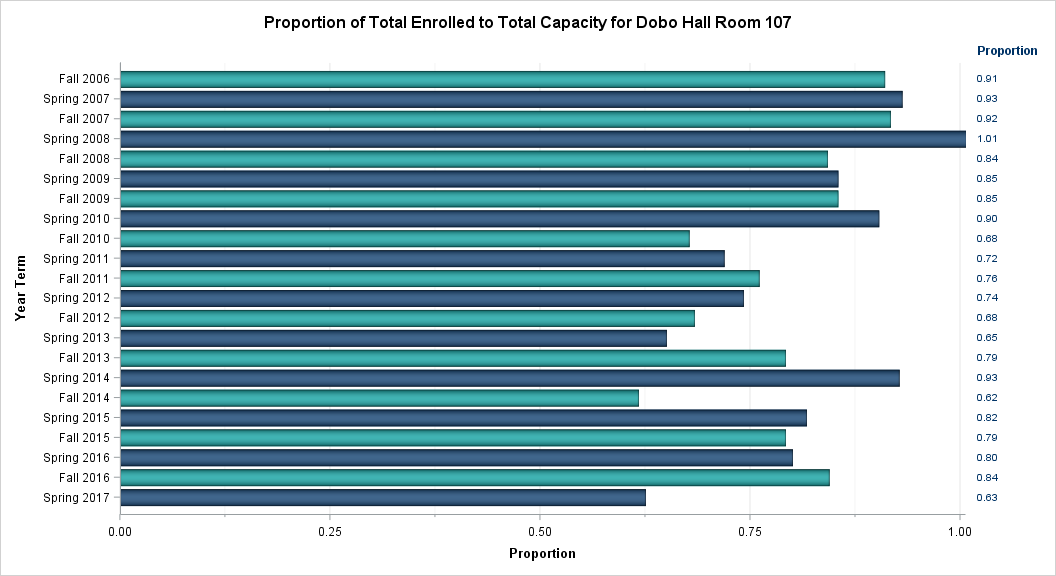 Proportion of Total Enrolled to Total Capacity for Dobo Hall Room 107
Proportion
Fall 2006 0.91
Spring 2007 0.93
Fall 2007 0.92
Spring 2008 1.01
Fall 2008 0.84
Spring 2009 0.85
Fall 2009 0.85
Spring 2010 0.90
Fall 2010 0.68
Spring 2011 0.72
Fall 2011 0.76
Spring 2012 0.74
Fall 2012 0.68
Spring 2013 0.65
Fall 2013 0.79
Spring 2014 0.93
Fall 2014 0.62
Spring 2015 0.82
Fall 2015 0.79
Spring 2016 0.80
Fall 2016 0.84
Spring 2017 0.63
Year Term
0.00 0.25 0.50 0.75 1.00
Proportion